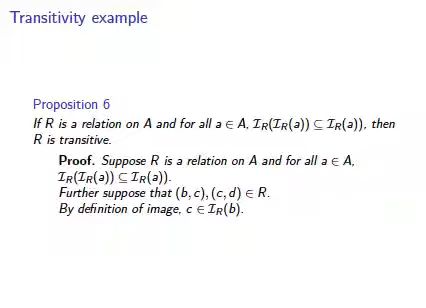 Transitivity example
Proposition 6
If R is a relation on A and for all a ∈ A, 𝓘R(𝓘R(a)) ⊆ 𝓘R(a)), then
R is transitive.
Proof. Suppose R is a relation on A and for all a ∈ A,
𝓘R(𝓘R(a)) ⊆ 𝓘R(a)).
Further suppose that (b, c), (c, d) ∈ R.
By definition of image, c ∈ 𝓘R(b).